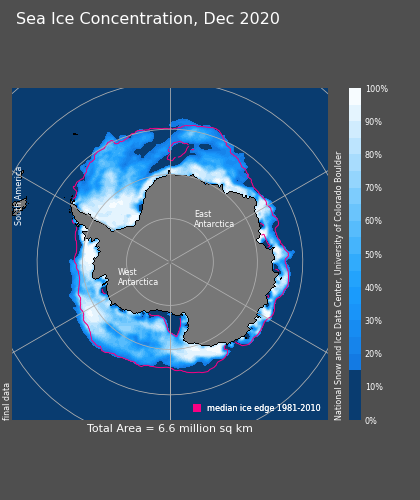 Sea Ice Concentration, Dec 2020
South America
East
Antarctica
West
Antarctica
final data
median ice edge 1981-2010
Total Area = 6.6 million sq km
National Snow and Ice Data Center, University of Colorado Boulder
100%
90%
80%
70%
60%
50%
40%
30%
20%
10%
0%